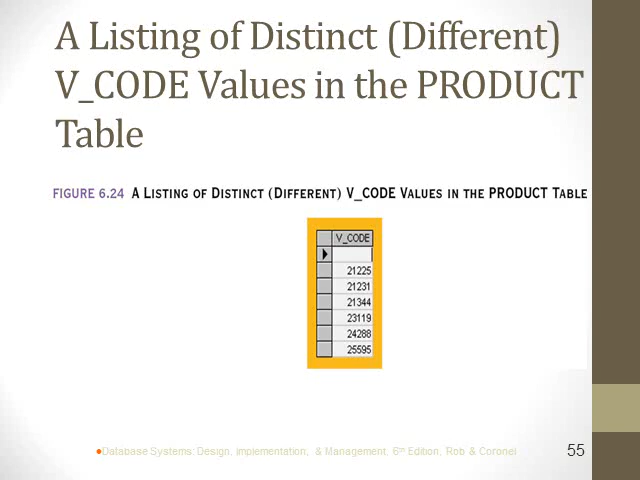 A Listing of Distinct (Different)
V_CODE Values in the PRODUCT
Table
FIGURE 6.24 A Listing of Distinct (Different) V_CODE Values in the PRODUCT Table
V_CODE
21225
21231
21344
23119
24288
25595
Database Systems: Design, Implementation, & Management, 6th Edition, Rob & Coronel
55